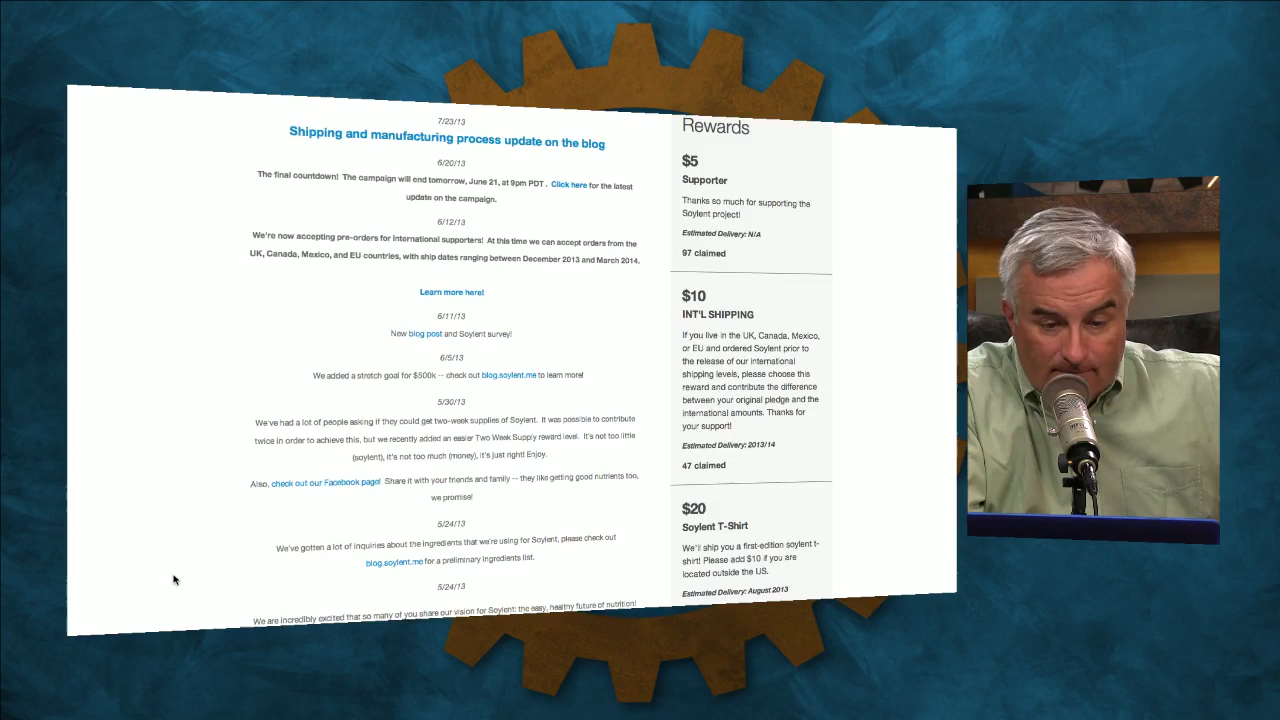 7/23/13
Shipping and manufacturing process update on the blog
6/20/13
The final countdown! The campaign will end tomorrow, June 21, at 9pm PDT . Click here for the latest
update on the campaign.
6/12/13
We're now accepting pre-orders for international supporters! At this time we can accept orders from the
UK, Canada, Mexico, and EU countries, with ship dates ranging between December 2013 and March 2014.
Learn more here!
6/11/13
New blog post and Soylent survey!
6/5/13
We added a stretch goal for $500k -- check out blog.soylent.me to learn more!
5/30/13
We've had a lot of people asking if they could get two-week supplies of Soylent. It was possible to contribute
twice in order to achieve this, but we recently added an easier Two Week Supply reward level. It's not too little
(soylent), it's not too much (money), it's just right! Enjoy.
Also, check out our Facebook page! Share it with your friends and family -- they like getting good nutrients too,
we promise!
5/24/13
We've gotten a lot of inquiries about the ingredients that we're using for Soylent, please check out
blog.soylent.me for a preliminary ingredients list.
5/24/13
We are incredibly excited that so many of you share our vision for Soylent: the easy, healthy future of nutrition!
Rewards
$5
Supporter
Thanks so much for supporting the
Soylent project!
Estimated Delivery: N/A
97 claimed
$10
INT'L SHIPPING
If you live in the UK, Canada, Mexico,
or EU and ordered Soylent prior to
the release of our international
shipping levels, please choose this
reward and contribute the difference
between your original pledge and the
international amounts. Thanks for
your support!
Estimated Delivery: 2013/14
47 claimed
$20
Soylent T-Shirt
We'll ship you a first-edition soylent t-
shirt! Please add $10 if you are
located outside the US.
Estimated Delivery: August 2013